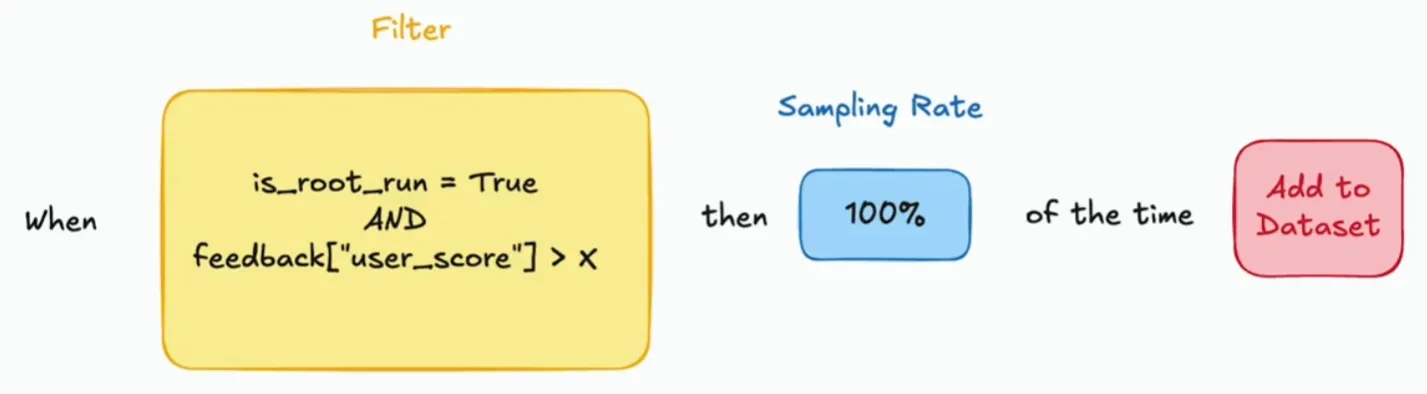 Filter
When
is_root_run = True
AND
feedback["user_score"] > x
then
Sampling Rate
100%
of the time
Add to
Dataset